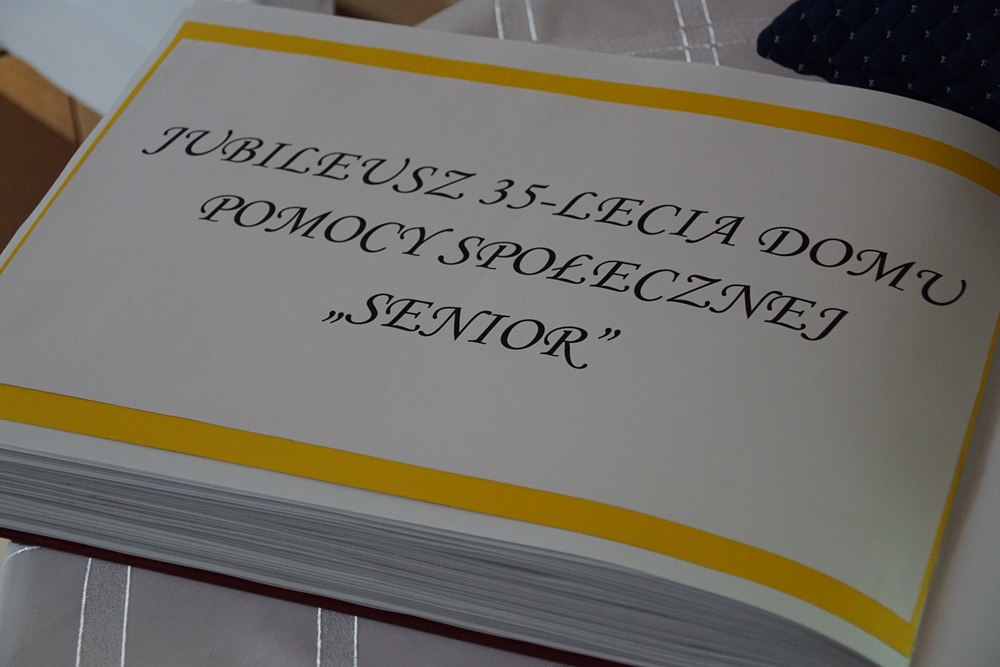 JUBILEUSZ 35-LECIA DOMU
POMOCY SPOŁECZNEJ
„SENIOR”